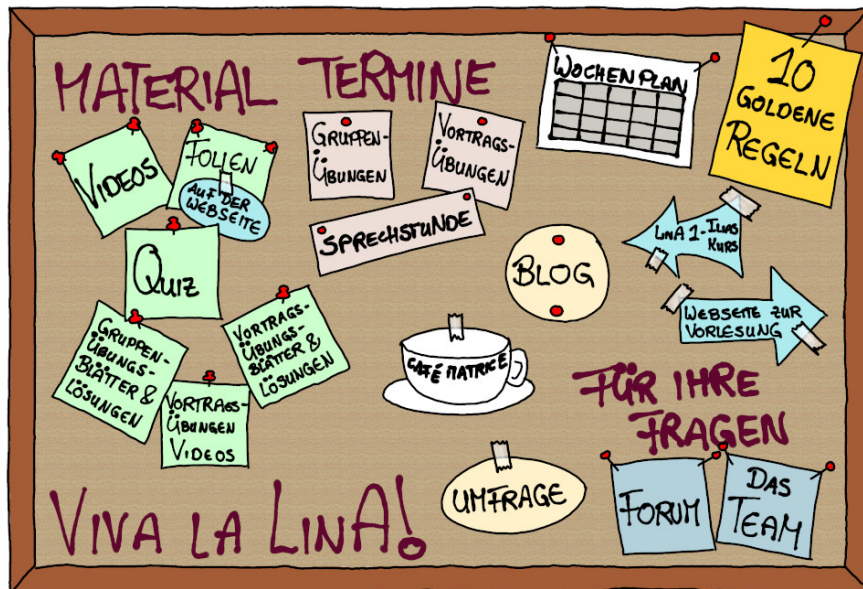 MATERIAL
VIDEOS
FOLIEN
AUF DER
WEBSEITE
QUIZ
GRUPPEN-
ÜBUNGS-
BLÄTTER &
LÖSUNGEN
VORTRAGS-
ÜBUNGS-
BLÄTTER &
LÖSUNGEN
VORTRAGS-
ÜBUNGEN
VIDEOS
TERMINE
GRUPPEN-
ÜBUNGEN
VORTRAGS-
ÜBUNGEN
SPRECHSTUNDE
WOCHENPLAN
10
GOLDENE
REGELN
BLOG
LINA 1-ILIAS
KURS
WEBSEITE ZUR
VORLESUNG
CAFÉ MATRICE
UMFRAGE
FÜR IHRE
FRAGEN
FORUM
DAS
TEAM
VIVA LA LINA!